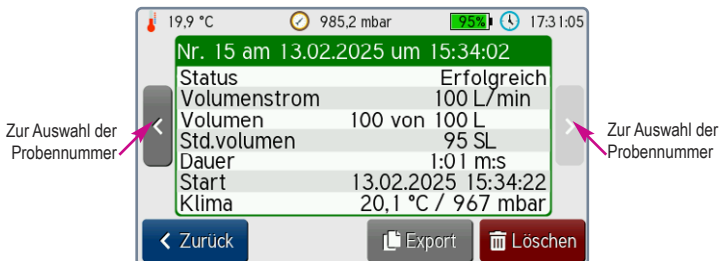 19,9 °C 985,2 mbar 95% 17:31:05
Nr. 15 am 13.02.2025 um 15:34:02
Status Erfolgreich
Volumenstrom 100 L/min
Volumen 100 von 100 L
Std.volumen 95 SL
Dauer 1:01 m:s
Start 13.02.2025 15:34:22
Klima 20,1 °C / 967 mbar
Zur Auswahl der
Probennummer
Zur Auswahl der
Probennummer
< Zurück Export Löschen